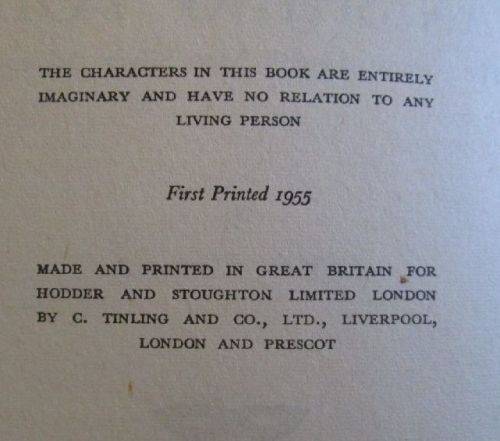 THE CHARACTERS IN THIS BOOK ARE ENTIRELY
IMAGINARY AND HAVE NO RELATION TO ANY
LIVING PERSON
First Printed 1955
MADE AND PRINTED IN GREAT BRITAIN FOR
HODDER AND STOUGHTON LIMITED LONDON
BY C. TINLING AND CO., LTD., LIVERPOOL,
LONDON AND PRESCOT